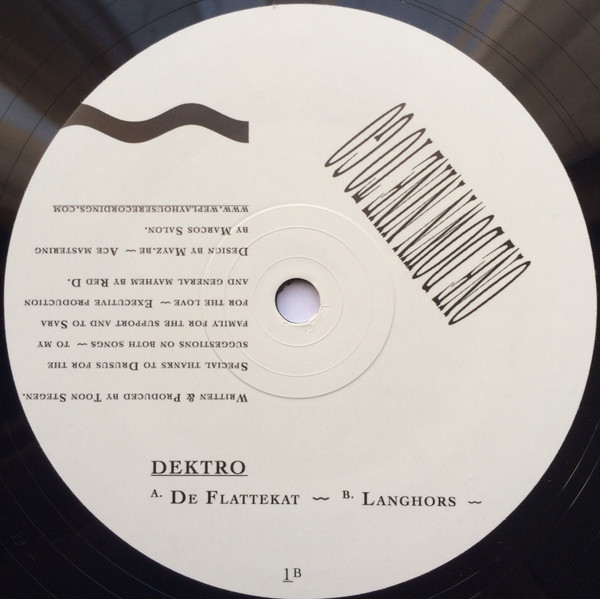 Written & Produced by Toon Stegen.
Special thanks to Drusus for the
suggestions on both songs ~ to my
family for the support and to Sara
for the love ~ Executive production
and general mayhem by Red D.
Design by Mayz.be ~ Ace mastering
by Marcos Salon.
www.weplayhouserecordings.com
DEKTRO
A. De Flattekat ~ B. Langhors ~
1B